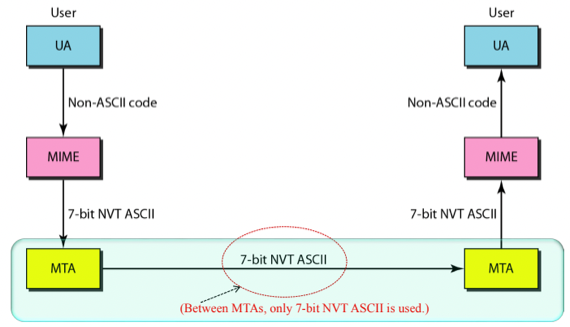 User
User
UA
UA
Non-ASCII code
Non-ASCII code
MIME
MIME
7-bit NVT ASCII
7-bit NVT ASCII
MTA
7-bit NVT ASCII
MTA
(Between MTAs, only 7-bit NVT ASCII is used.)